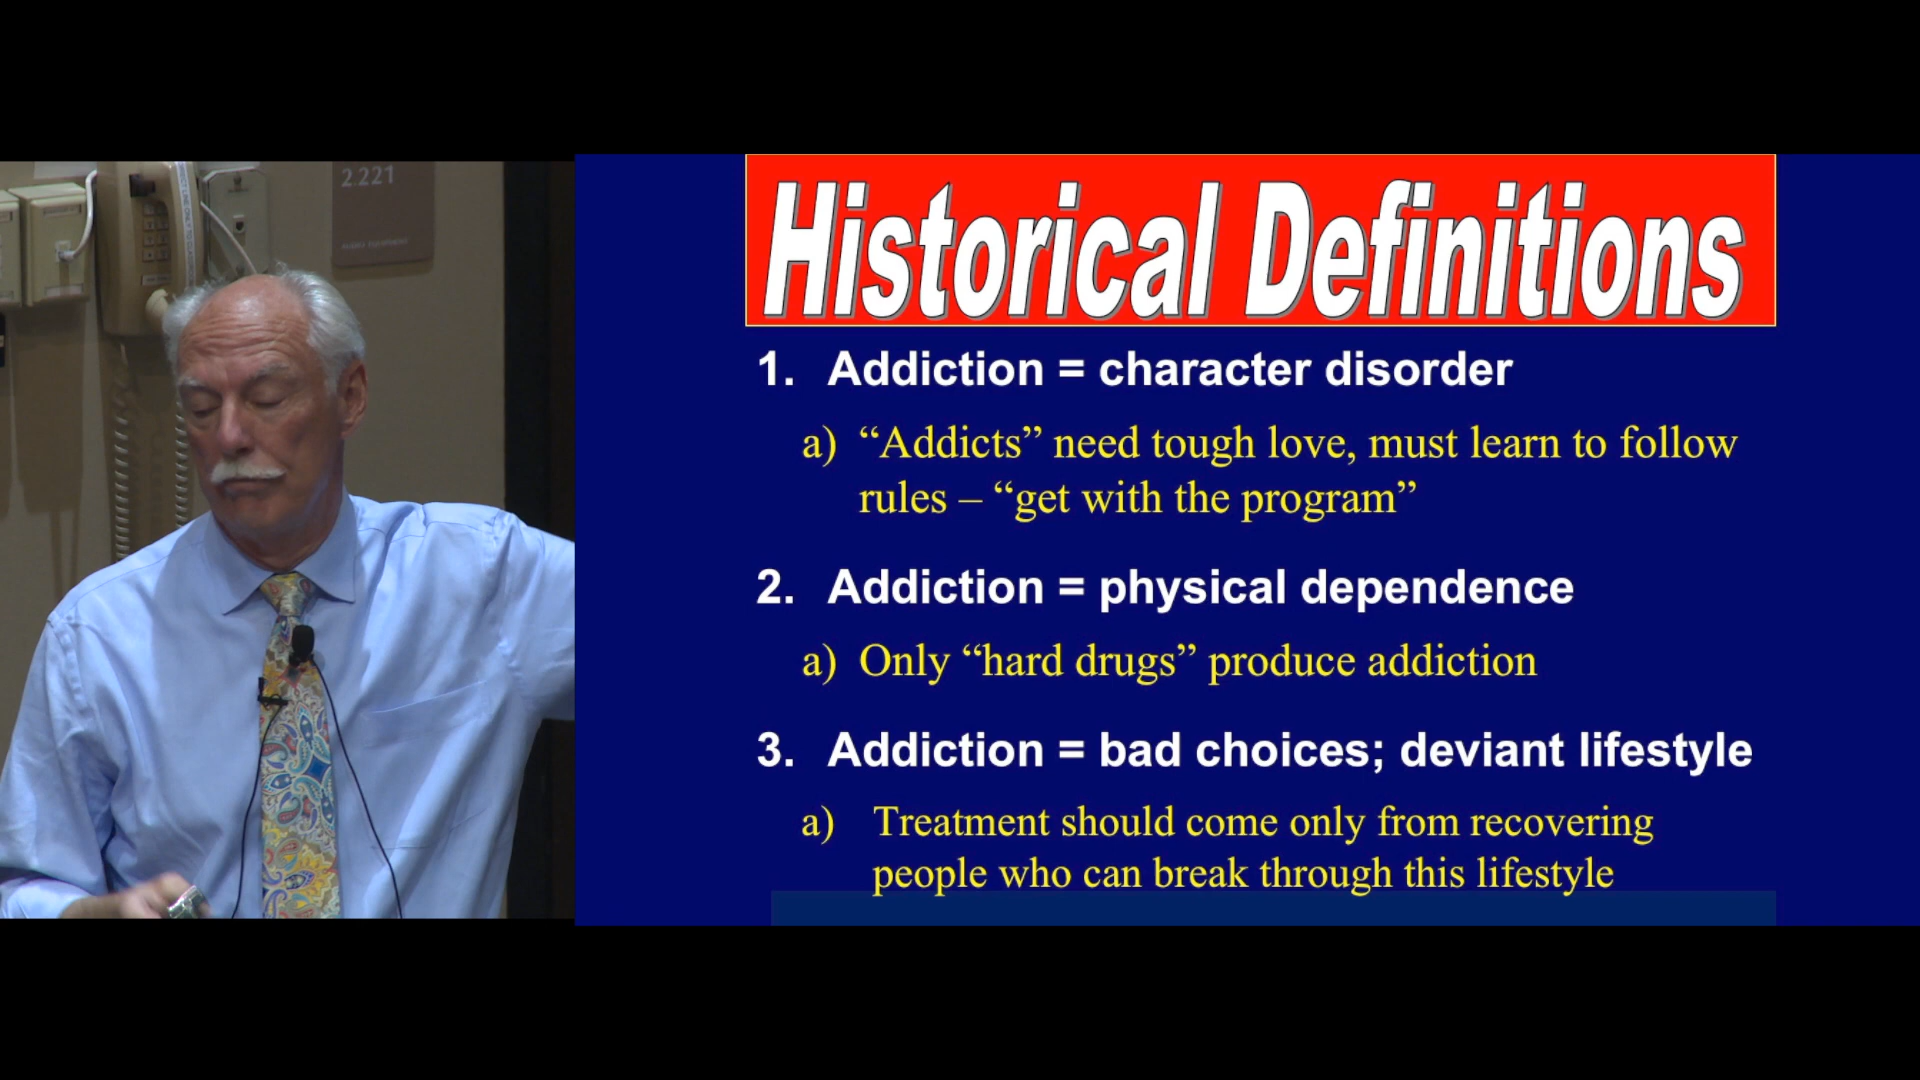 2.221
Historical Definitions
1. Addiction = character disorder
a) “Addicts” need tough love, must learn to follow
rules – “get with the program”
2. Addiction = physical dependence
a) Only “hard drugs” produce addiction
3. Addiction = bad choices; deviant lifestyle
a) Treatment should come only from recovering
people who can break through this lifestyle